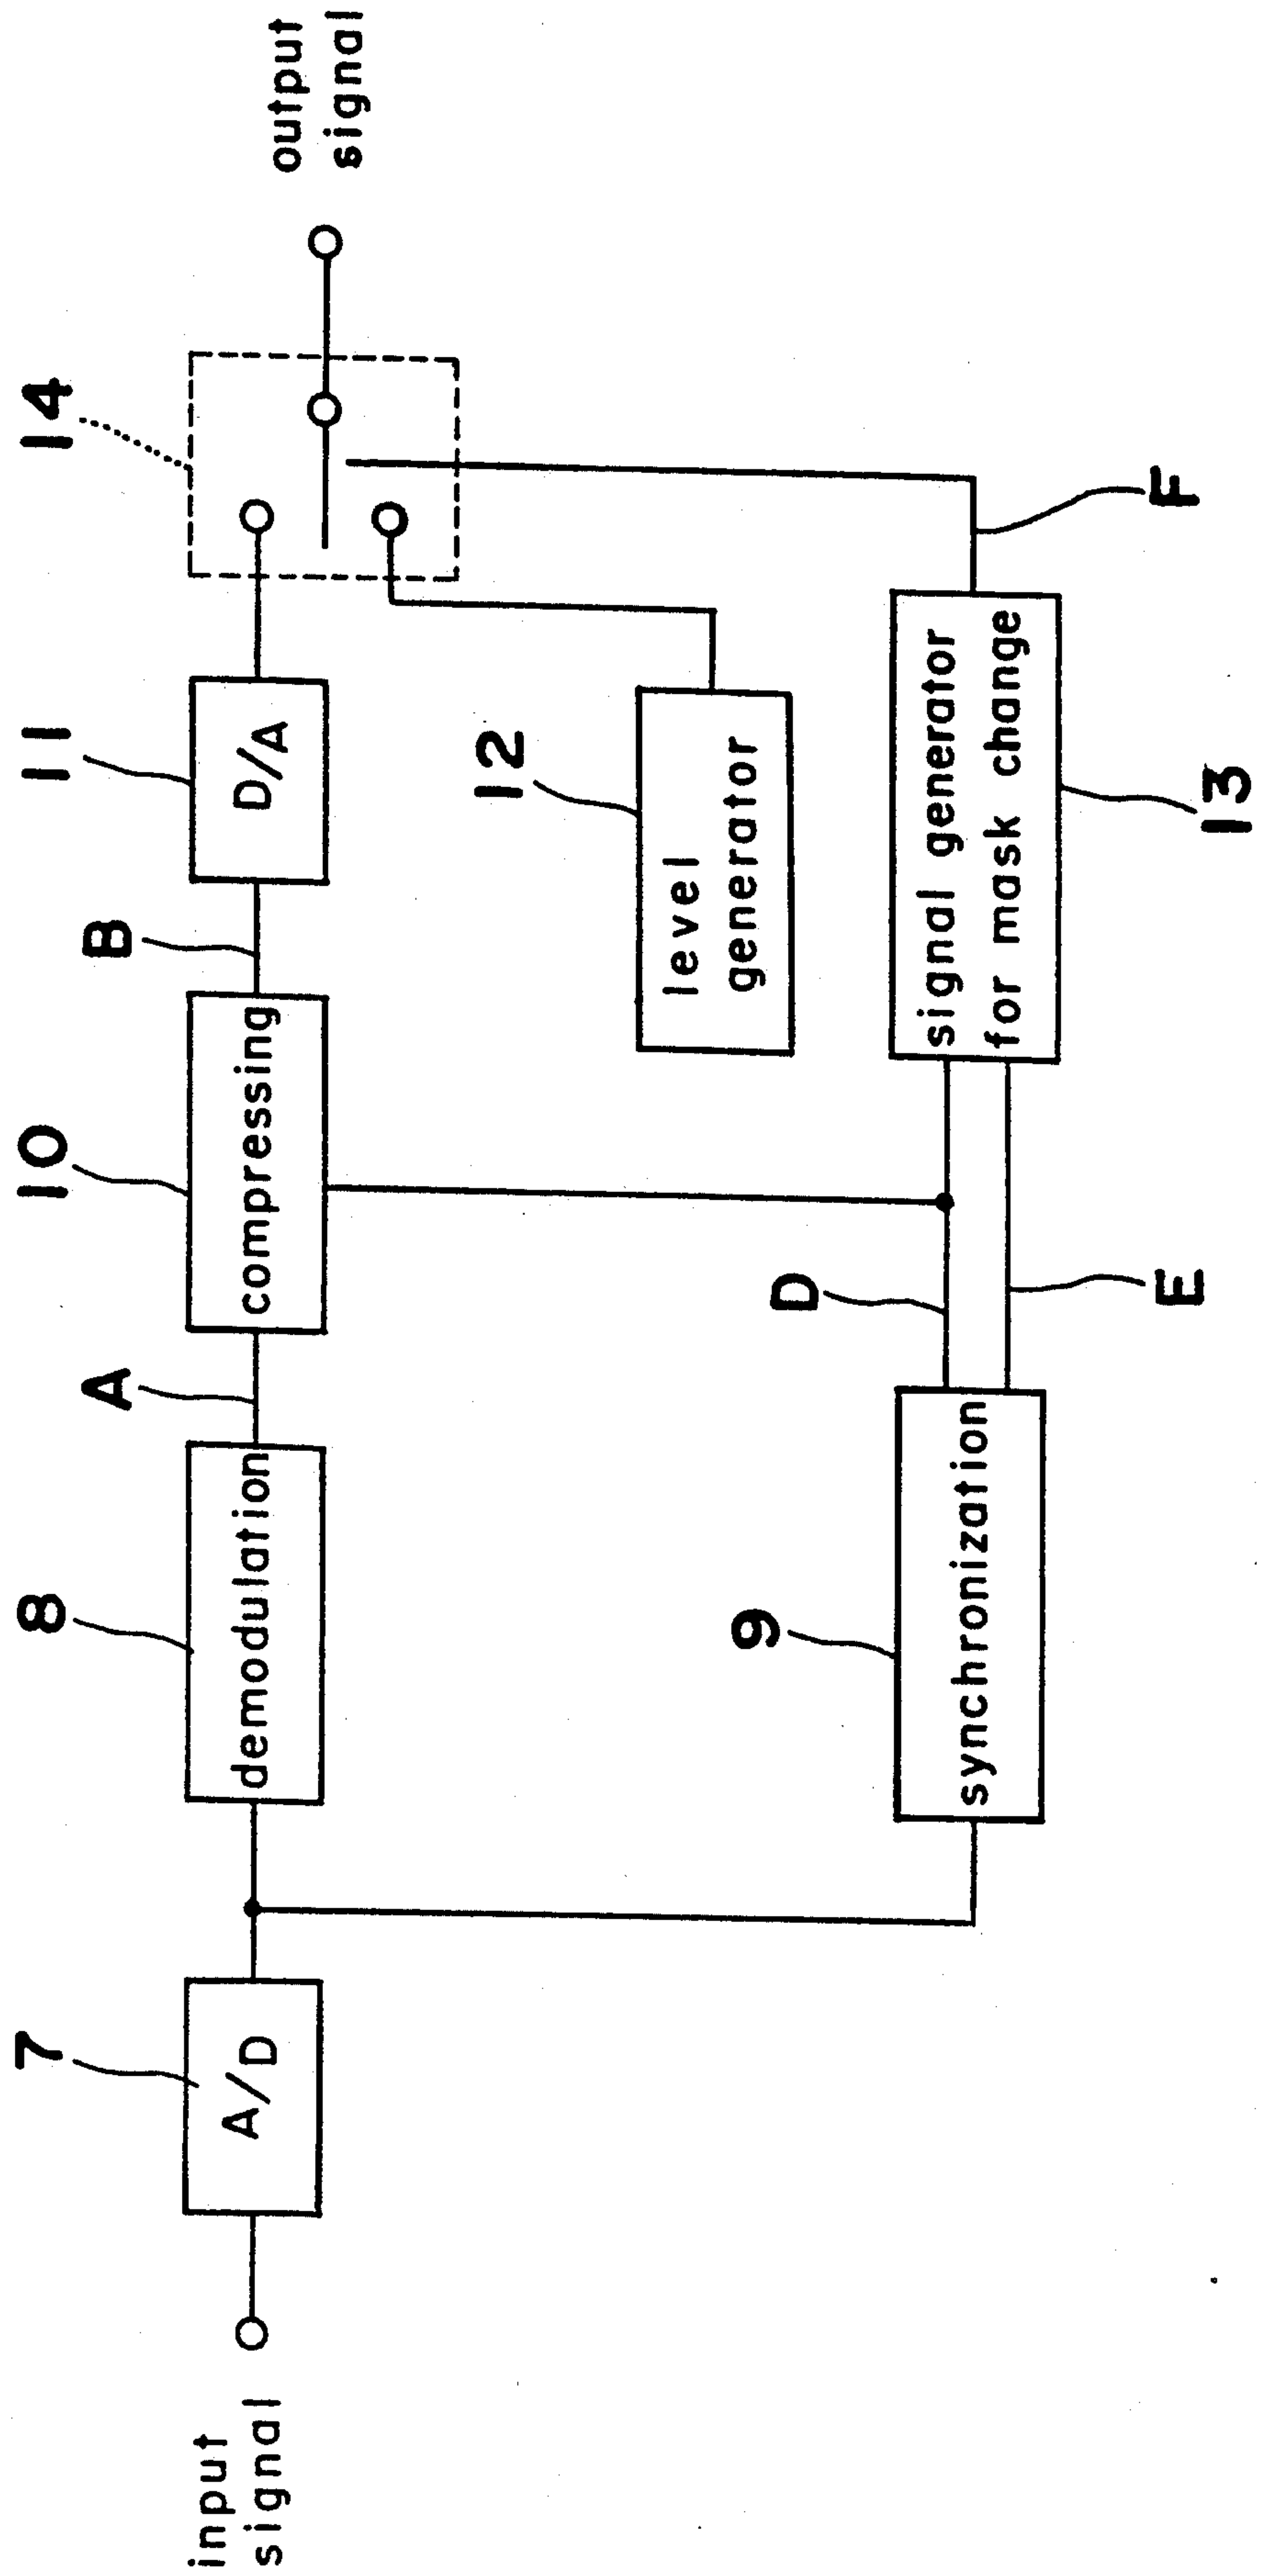 input
signal
7
A/D
8
demodulation
A
10
compressing
B
11
D/A
14
output
signal
12
level
generator
9
synchronization
D
E
13
signal generator
for mask change
F